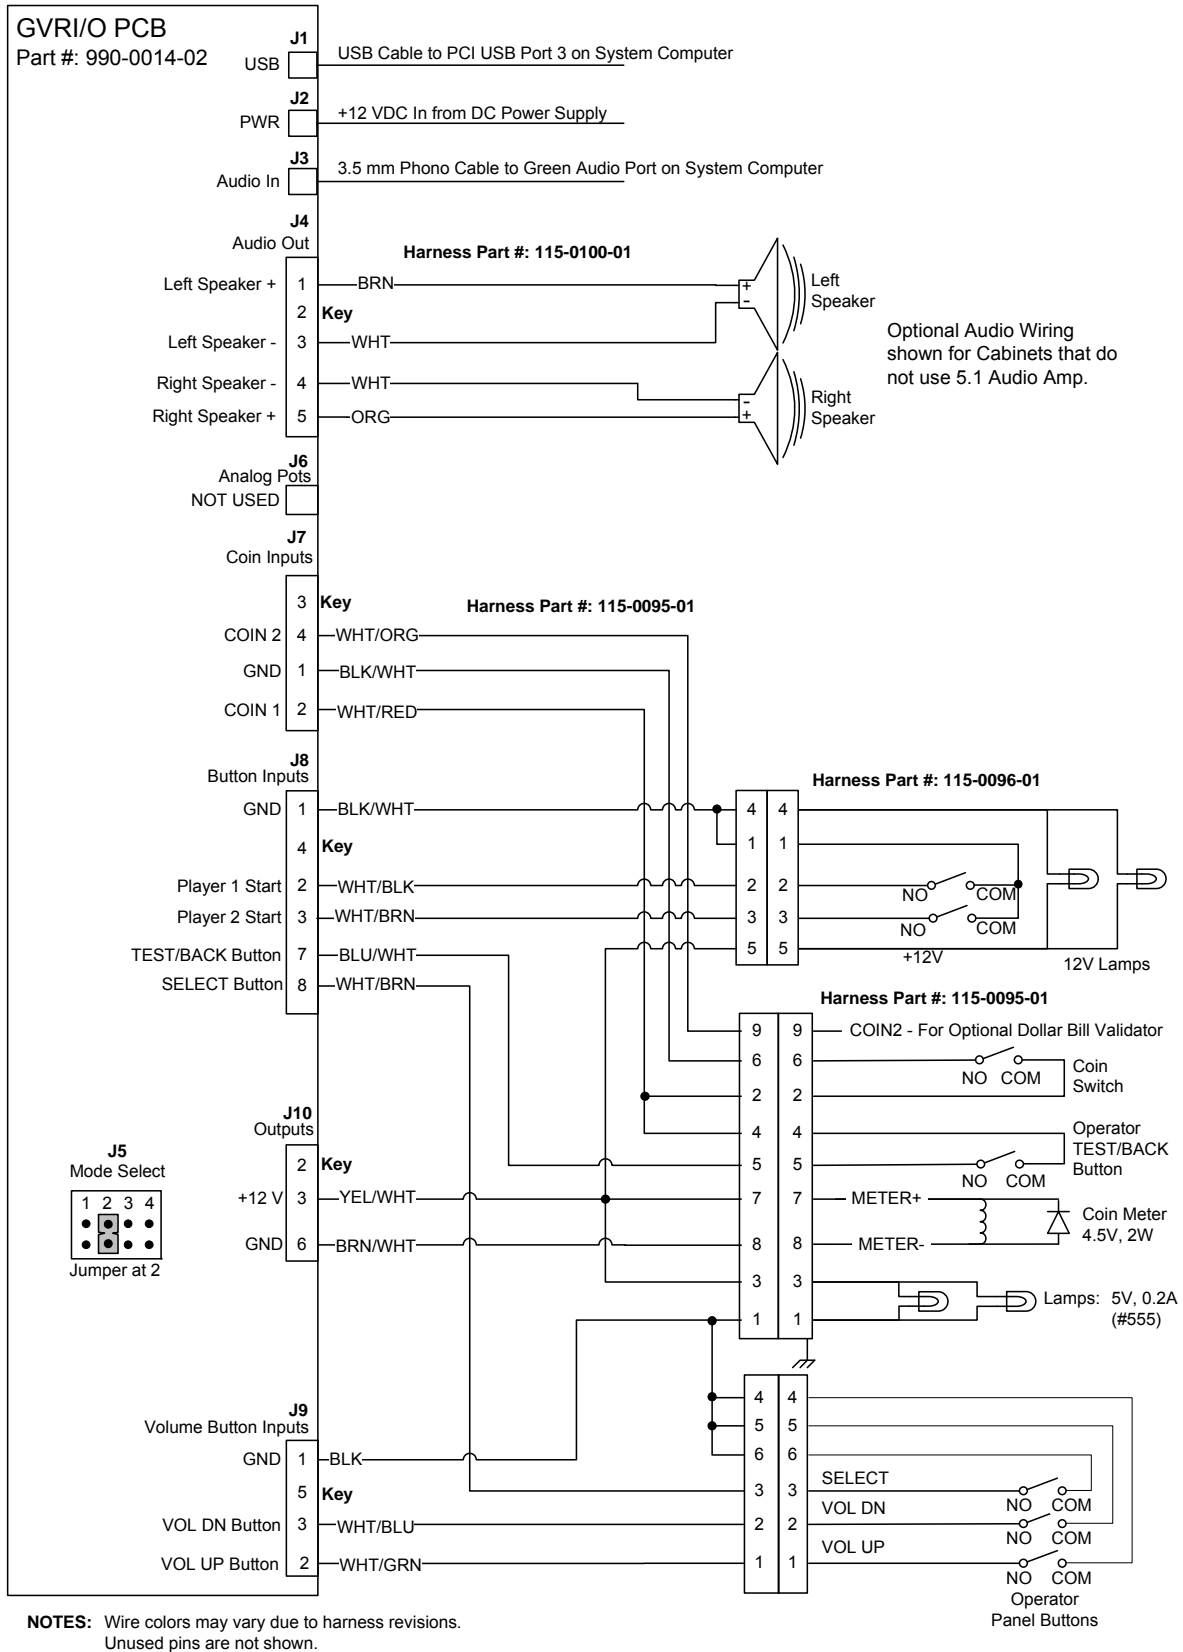 GVRI/O PCB
Part #: 990-0014-02
J1
USB
USB Cable to PCI USB Port 3 on System Computer
J2
PWR
+12 VDC In from DC Power Supply
J3
Audio In
3.5 mm Phono Cable to Green Audio Port on System Computer
J4
Audio Out
Harness Part #: 115-0100-01
Left Speaker + 1 BRN
2 Key
Left Speaker - 3 WHT
Right Speaker - 4 WHT
Right Speaker + 5 ORG
+
-
Left
Speaker
-
+
Right
Speaker
Optional Audio Wiring
shown for Cabinets that do
not use 5.1 Audio Amp.
J6
Analog Pots
NOT USED
J7
Coin Inputs
3 Key
Harness Part #: 115-0095-01
COIN 2 4 WHT/ORG
GND 1 BLK/WHT
COIN 1 2 WHT/RED
J8
Button Inputs
GND 1 BLK/WHT
4 Key
Player 1 Start 2 WHT/BLK
Player 2 Start 3 WHT/BRN
TEST/BACK Button 7 BLU/WHT
SELECT Button 8 WHT/BRN
Harness Part #: 115-0096-01
4 4
1 1
2 2
NO COM
3 3
NO COM
5 5
+12V
12V Lamps
Harness Part #: 115-0095-01
9 9 COIN2 - For Optional Dollar Bill Validator
6 6
NO COM
Coin
Switch
2 2
4 4
Operator
TEST/BACK
Button
5 5
NO COM
7 7 METER+
8 8 METER-
Coin Meter
4.5V, 2W
3 3
Lamps: 5V, 0.2A
(#555)
1 1
J10
Outputs
2 Key
+12 V 3 YEL/WHT
GND 6 BRN/WHT
J5
Mode Select
1 2 3 4
Jumper at 2
J9
Volume Button Inputs
GND 1 BLK
5 Key
VOL DN Button 3 WHT/BLU
VOL UP Button 2 WHT/GRN
4 4
5 5
6 6
3 3 SELECT
NO COM
2 2 VOL DN
NO COM
1 1 VOL UP
NO COM
Operator
Panel Buttons
NOTES: Wire colors may vary due to harness revisions.
Unused pins are not shown.